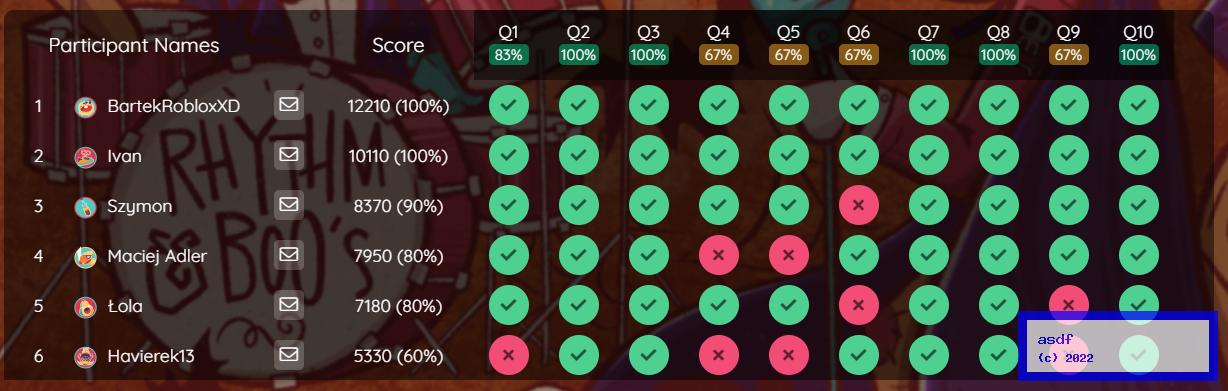 Participant Names Score Q1 Q2 Q3 Q4 Q5 Q6 Q7 Q8 Q9 Q10
83% 100% 100% 67% 67% 67% 100% 100% 67% 100%
1 BartekRobloxXD 12210 (100%)
2 Ivan 10110 (100%)
3 Szymon 8370 (90%)
4 Maciej Adler 7950 (80%)
5 Łola 7180 (80%)
6 Havierek13 5330 (60%)
RHYTHM
& BOO'S
asdf
(c) 2022